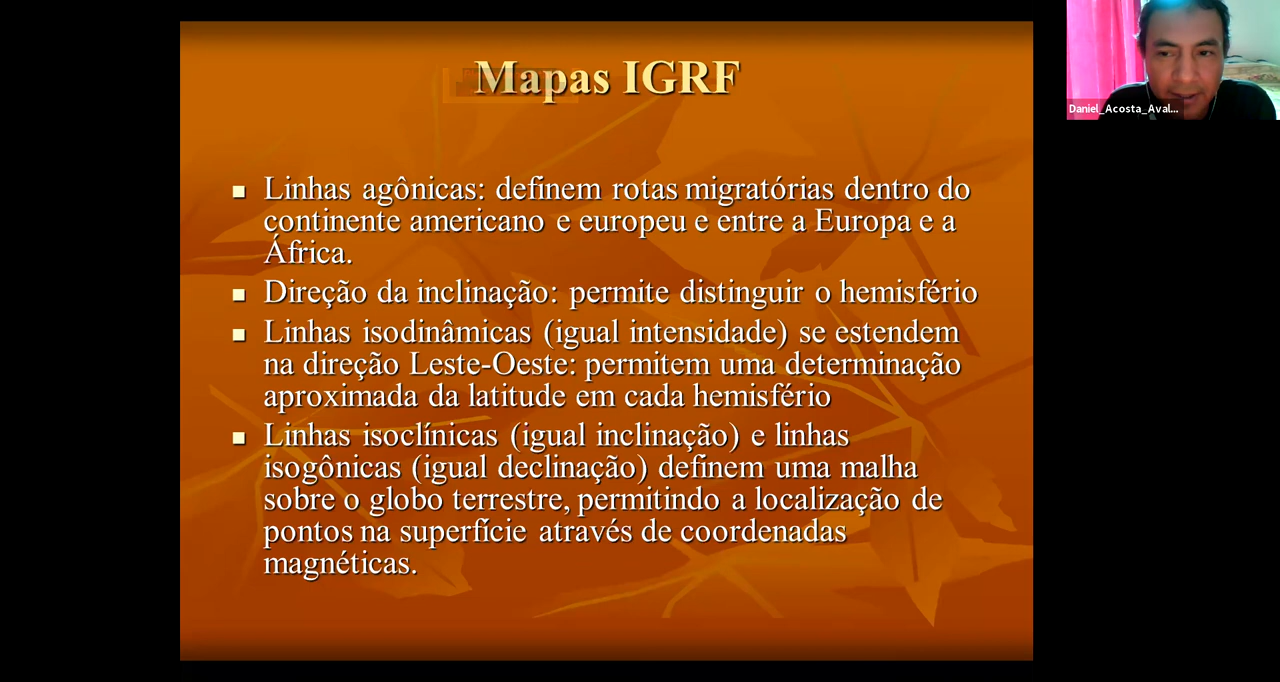 Mapas IGRF
Linhas agônicas: definem rotas migratórias dentro do
continente americano e europeu e entre a Europa e a
África.
Direção da inclinação: permite distinguir o hemisfério
Linhas isodinâmicas (igual intensidade) se estendem
na direção Leste-Oeste: permitem uma determinação
aproximada da latitude em cada hemisfério
Linhas isoclínicas (igual inclinação) e linhas
isogônicas (igual declinação) definem uma malha
sobre o globo terrestre, permitindo a localização de
pontos na superfície através de coordenadas
magnéticas.
Daniel_Acosta_Aval...